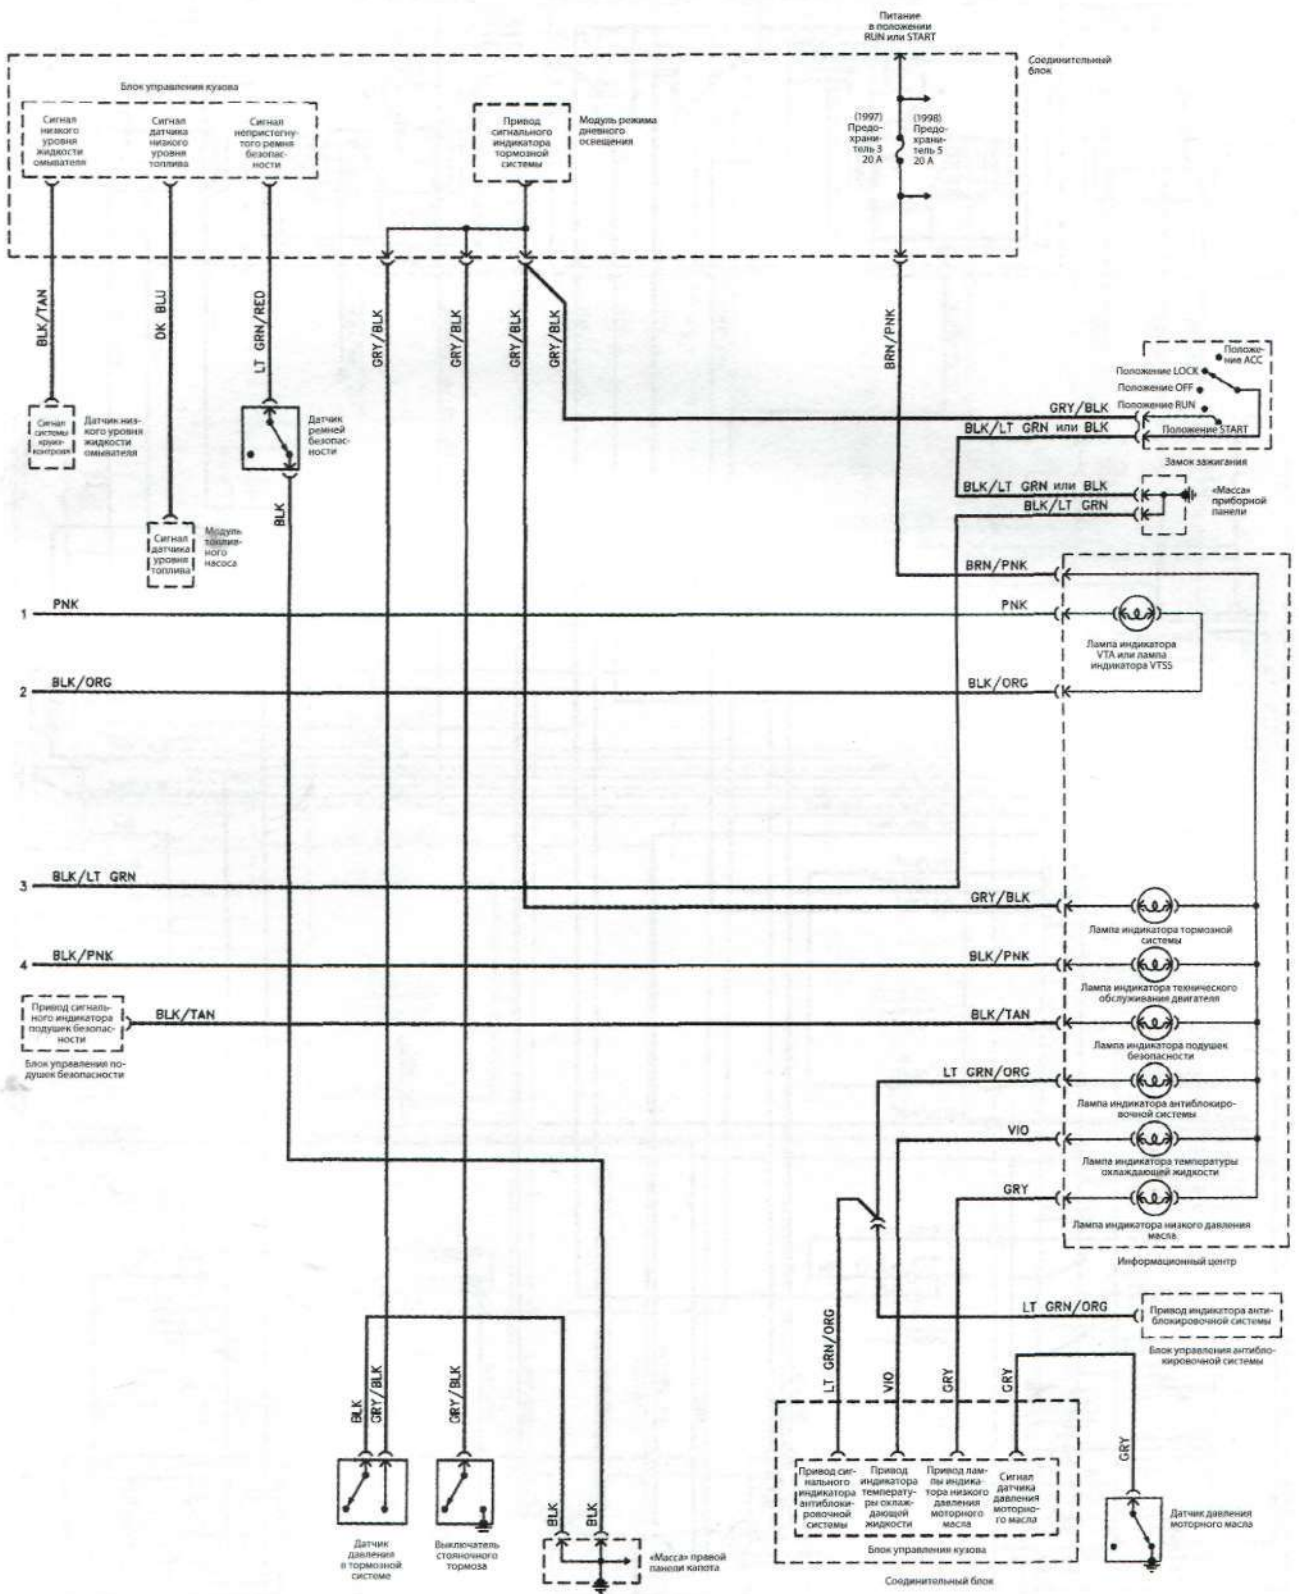 Питание
в положении
RUN или START
Соединительный
блок
Блок управления кузова
Сигнал
низкого
уровня
жидкости
омывателя
Сигнал
датчика
низкого
уровня
топлива
Сигнал
непристегну-
того ремня
безопас-
ности
Привод
сигнального
индикатора
тормозной
системы
Модуль режима
дневного
освещения
(1997)
Предо-
храни-
тель 3
20 А
(1998)
Предо-
храни-
тель 5
20 А
BLK/TAN
DK BLU
LT GRN/RED
GRY/BLK
GRY/BLK
GRY/BLK
GRY/BLK
BRN/PNK
Положе-
ние ACC
Положение LOCK
Положение OFF
Положение RUN
Положение START
Замок зажигания
GRY/BLK
BLK/LT GRN или BLK
Сигнал
системы
круиз-
контроля
Датчик низ-
кого уровня
жидкости
омывателя
Датчик
ремней
безопас-
ности
BLK
BLK/LT GRN или BLK
BLK/LT GRN
«Масса»
приборной
панели
Сигнал
датчика
уровня
топлива
Модуль
топлив-
ного
насоса
BRN/PNK
1
PNK
PNK
Лампа индикатора
VTA или лампа
индикатора VTSS
2
BLK/ORG
BLK/ORG
3
BLK/LT GRN
GRY/BLK
Лампа индикатора тормозной
системы
4
BLK/PNK
BLK/PNK
Лампа индикатора технического
обслуживания двигателя
Привод сигналь-
ного индикатора
подушек безопас-
ности
BLK/TAN
BLK/TAN
Лампа индикатора подушек
безопасности
Блок управления по-
душек безопасности
LT GRN/ORG
Лампа индикатора антиблокиро-
вочной системы
VIO
Лампа индикатора температуры
охлаждающей жидкости
GRY
Лампа индикатора низкого давления
масла
Информационный центр
LT GRN/ORG
Привод индикатора анти-
блокировочной системы
Блок управления антибло-
кировочной системы
BLK
GRY/BLK
GRY/BLK
LT GRN/ORG
VIO
GRY
GRY
GRY
Привод сиг-
нального
индикатора
антиблоки-
ровочной
системы
Привод
индикатора
температу-
ры охлаж-
дающей
жидкости
Привод лам-
пы индика-
тора низкого
давления
моторного
масла
Сигнал
датчика
давления
моторно-
го масла
Блок управления кузова
Соединительный блок
Датчик давления
моторного масла
BLK
BLK
Датчик
давления
в тормозной
системе
Выключатель
стояночного
тормоза
«Масса» правой
панели капота